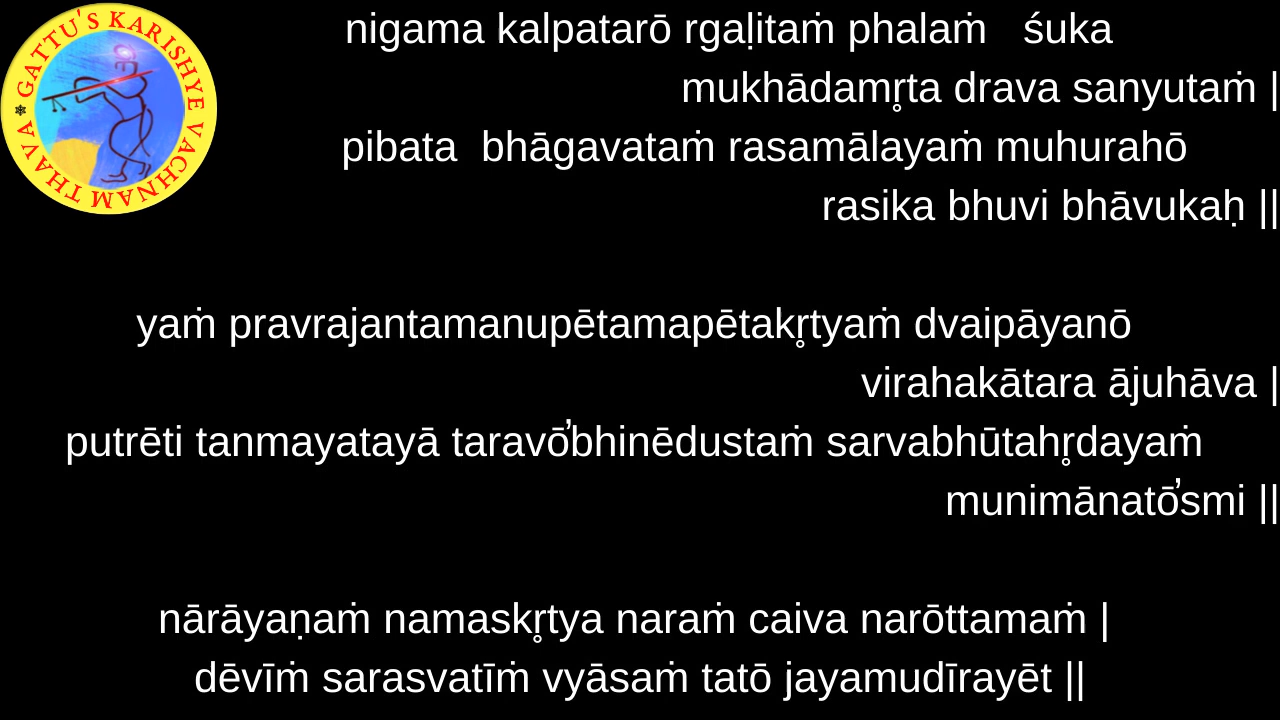 GATTU'S KARISHYE VACHNAM THAVA
nigama kalpatarō rgaḷitaṁ phalaṁ śuka
mukhādamr̥ta drava sanyutaṁ |
pibata bhāgavataṁ rasamālayaṁ muhurahō
rasika bhuvi bhāvukaḥ ||
yaṁ pravrajantamanupētamapētakr̥tyaṁ dvaipāyanō
virahakātara ājuhāva |
putrēti tanmayatayā taravō̕bhinēdustaṁ sarvabhūtahr̥dayaṁ
munimānatō̕smi ||
nārāyaṇaṁ namaskr̥tya naraṁ caiva narōttamaṁ |
dēvīṁ sarasvatīṁ vyāsaṁ tatō jayamudīrayēt ||